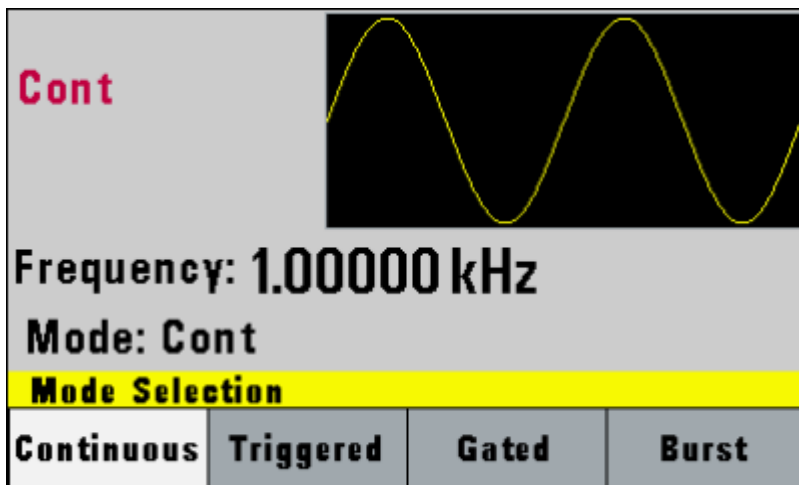 Cont
Frequency: 1.00000 kHz
Mode: Cont
Mode Selection
Continuous Triggered Gated Burst